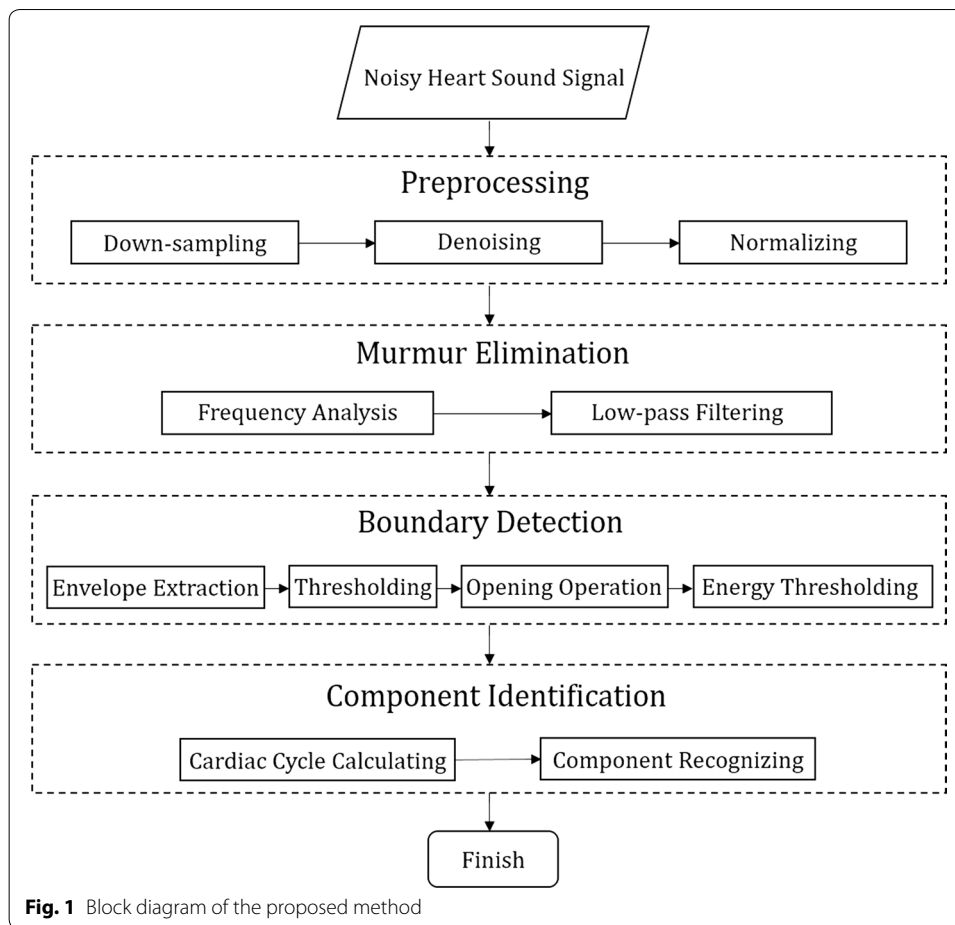 Noisy Heart Sound Signal
Preprocessing
Down-sampling Denoising Normalizing
Murmur Elimination
Frequency Analysis Low-pass Filtering
Boundary Detection
Envelope Extraction Thresholding Opening Operation Energy Thresholding
Component Identification
Cardiac Cycle Calculating Component Recognizing
Finish
Fig. 1 Block diagram of the proposed method